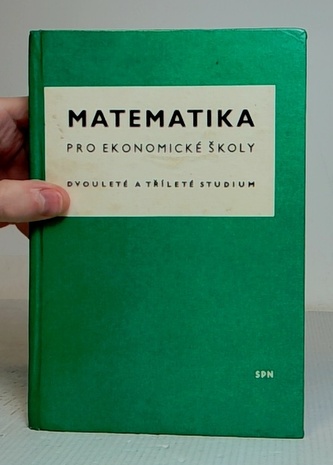 MATEMATIKA
PRO EKONOMICKÉ ŠKOLY
DVOULETÉ A TŘÍLETÉ STUDIUM
SPN